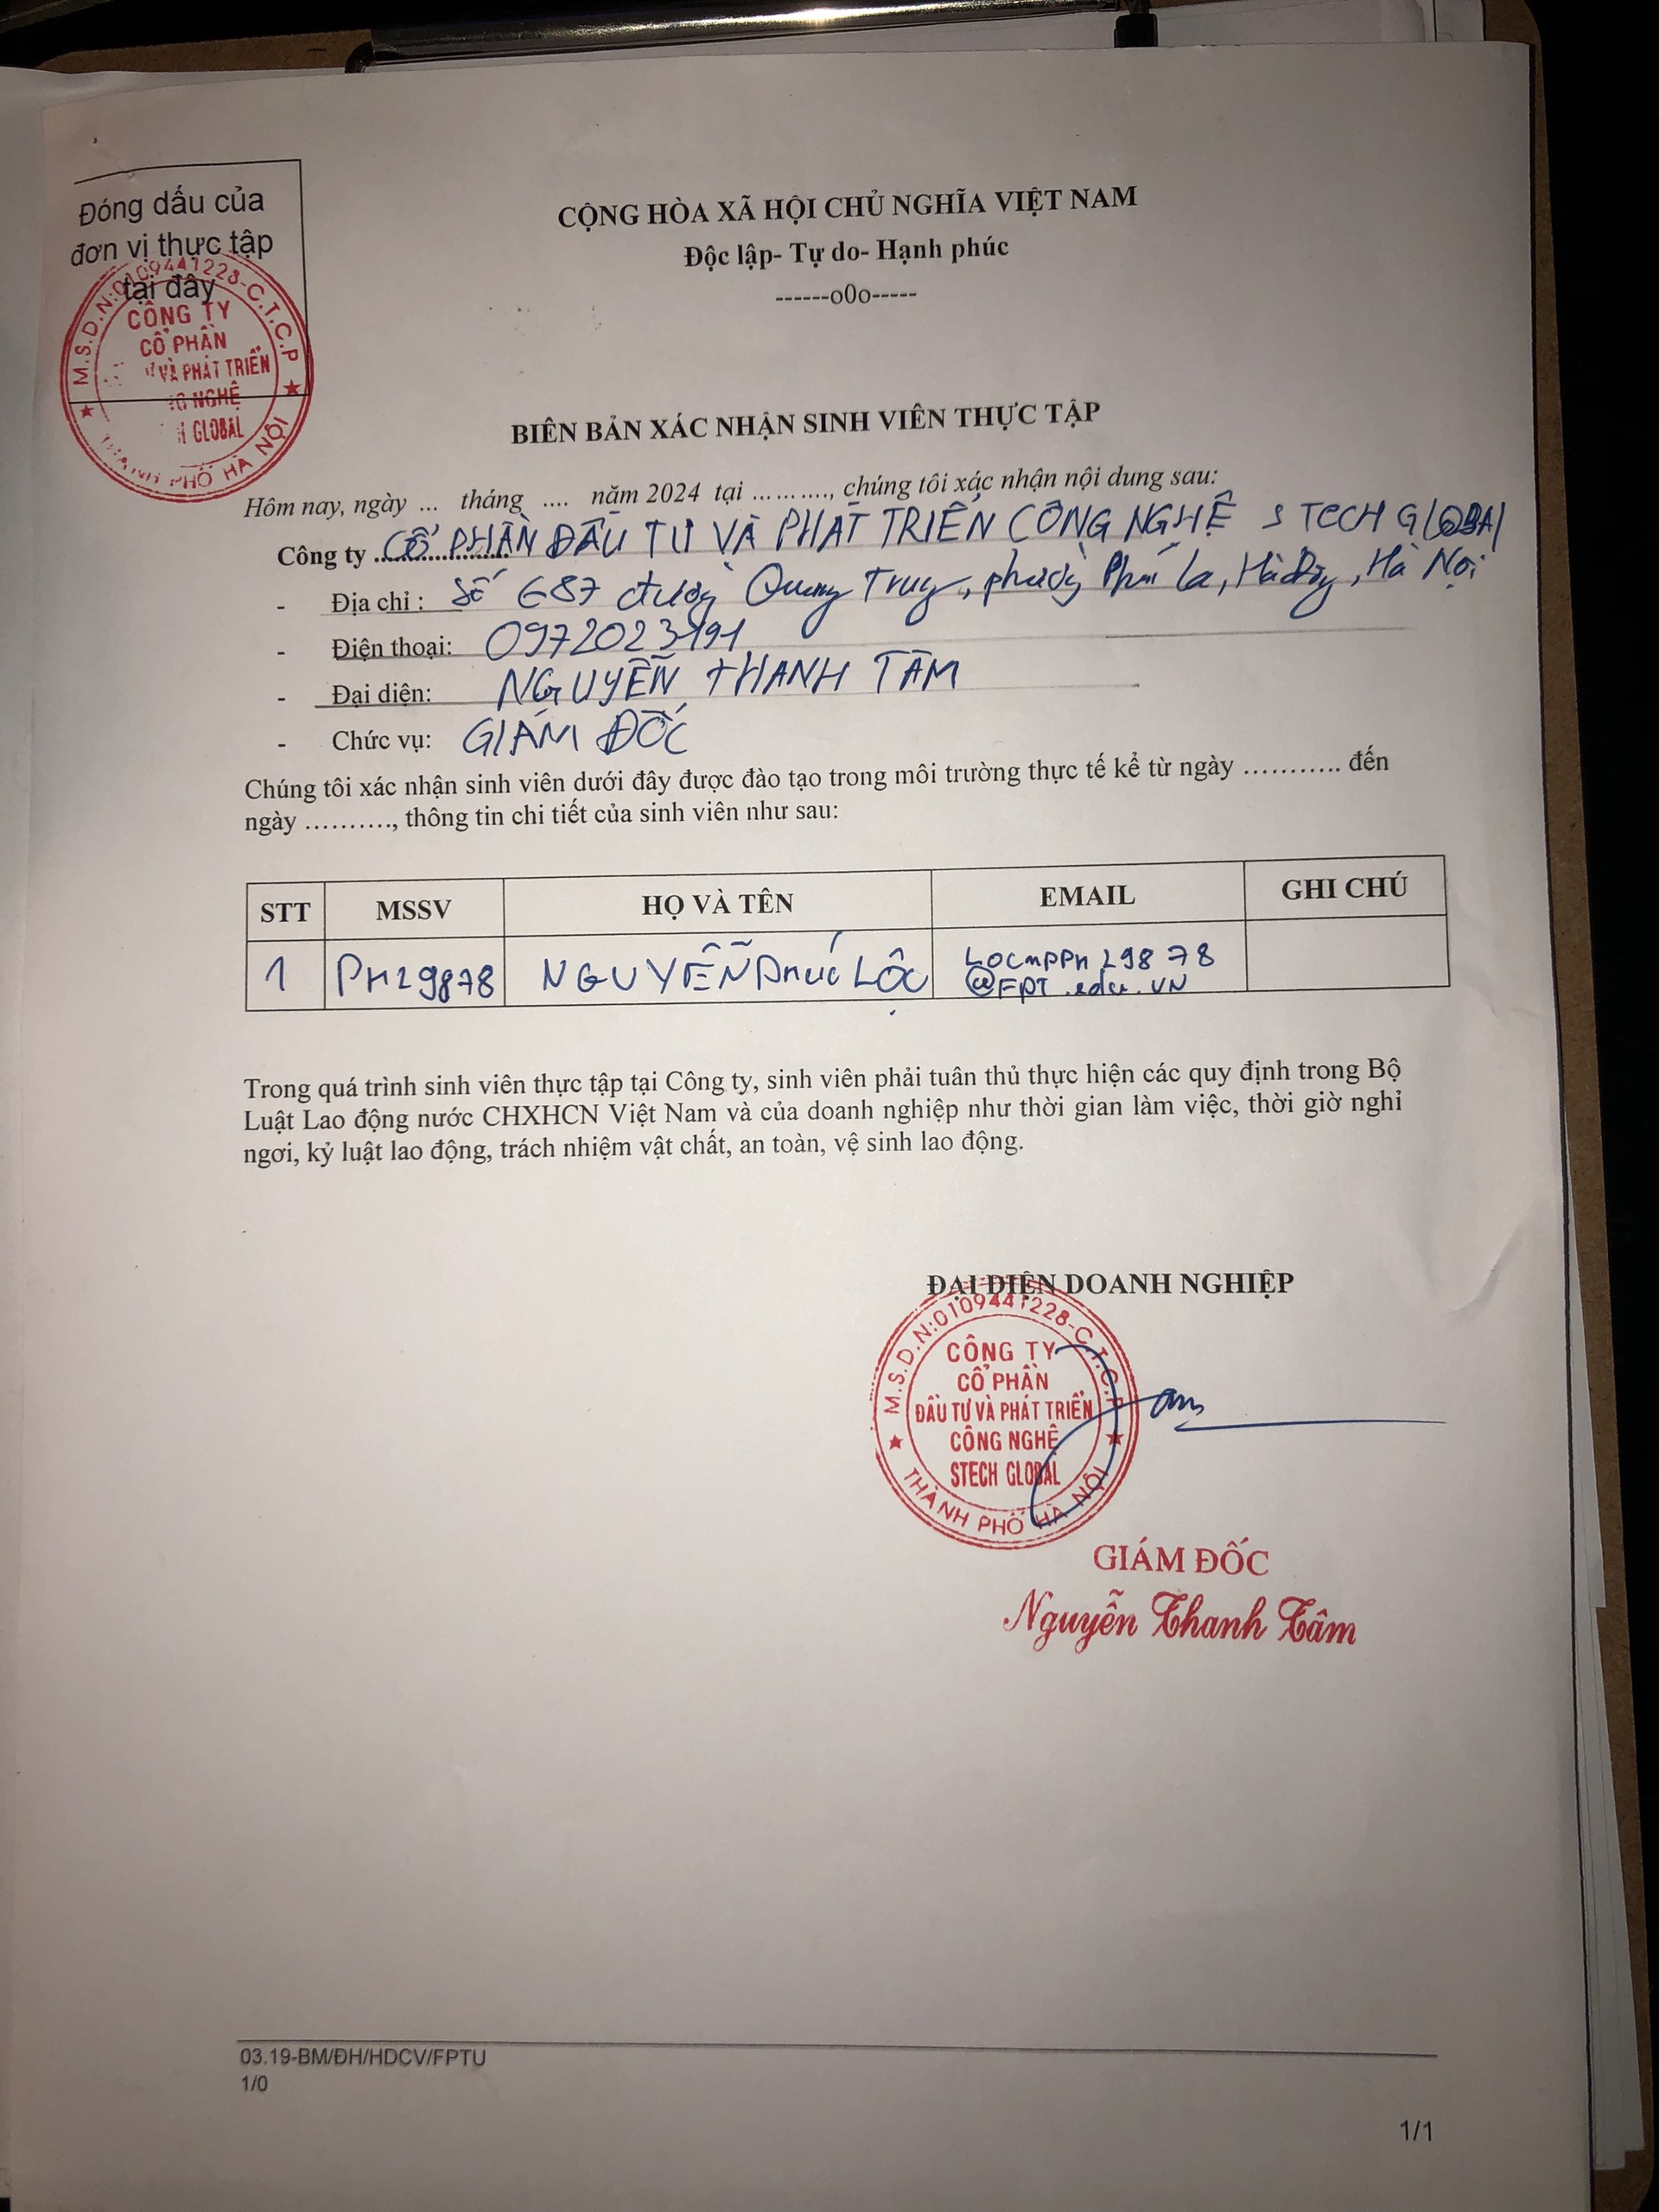 Đóng dấu của
đơn vị thực tập
tại đây
M.S.D.N:0109441228-C.T.C.P
CÔNG TY
CỔ PHẦN
VÀ PHÁT TRIỂN
NGHỆ
GLOBAL
PHỐ HÀ NỘI
CỘNG HÒA XÃ HỘI CHỦ NGHĨA VIỆT NAM
Độc lập- Tự do- Hạnh phúc
------o0o-----
BIÊN BẢN XÁC NHẬN SINH VIÊN THỰC TẬP
Hôm nay, ngày ... tháng .... năm 2024 tại ………., chúng tôi xác nhận nội dung sau:
Công ty .................... CỔ PHẦN ĐẦU TƯ VÀ PHÁT TRIỂN CÔNG NGHỆ STECH GLOBAL
- Địa chỉ : Số 687 đường Quang Trung, phường Phú la, Hà Đông, Hà Nội
- Điện thoại: 0972023191
- Đại diện: NGUYỄN THANH TÂM
- Chức vụ: GIÁM ĐỐC
Chúng tôi xác nhận sinh viên dưới đây được đào tạo trong môi trường thực tế kể từ ngày ……….. đến
ngày ………., thông tin chi tiết của sinh viên như sau:
STT MSSV HỌ VÀ TÊN EMAIL GHI CHÚ
1 PH29878 NGUYỄN PHÚC LỘC Locnpph29878
@FPT.edu.VN
Trong quá trình sinh viên thực tập tại Công ty, sinh viên phải tuân thủ thực hiện các quy định trong Bộ
Luật Lao động nước CHXHCN Việt Nam và của doanh nghiệp như thời gian làm việc, thời giờ nghỉ
ngơi, kỷ luật lao động, trách nhiệm vật chất, an toàn, vệ sinh lao động.
ĐẠI DIỆN DOANH NGHIỆP
M.S.D.N:0109441228-C.T.C.P
CÔNG TY
CỔ PHẦN
ĐẦU TƯ VÀ PHÁT TRIỂN
CÔNG NGHỆ
STECH GLOBAL
THÀNH PHỐ HÀ NỘI
GIÁM ĐỐC
Nguyễn Thanh Tâm
03.19-BM/ĐH/HDCV/FPTU
1/0
1/1